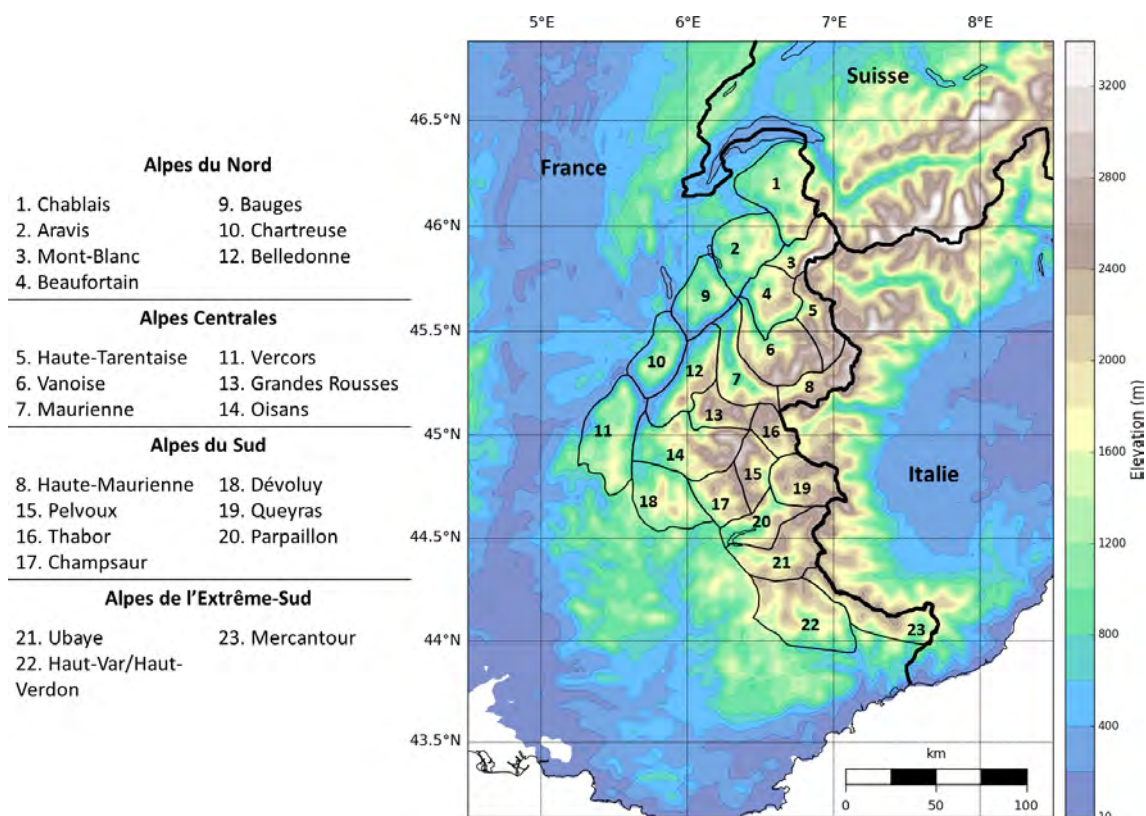 Alpes du Nord
1. Chablais 9. Bauges
2. Aravis 10. Chartreuse
3. Mont-Blanc 12. Belledonne
4. Beaufortain
Alpes Centrales
5. Haute-Tarentaise 11. Vercors
6. Vanoise 13. Grandes Rousses
7. Maurienne 14. Oisans
Alpes du Sud
8. Haute-Maurienne 18. Dévoluy
15. Pelvoux 19. Queyras
16. Thabor 20. Parpaillon
17. Champsaur
Alpes de l'Extrême-Sud
21. Ubaye 23. Mercantour
22. Haut-Var/Haut-
Verdon
5°E 6°E 7°E 8°E
46.5°N
46°N
45.5°N
45°N
44.5°N
44°N
43.5°N
Suisse
France
Italie
1
2
3
4
5
9
6
10
12
7
8
13
16
11
14
15
19
18
17
20
21
22
23
km
0 50 100
3200
2800
2400
2000
1600
1200
800
400
10
Elevation (m)